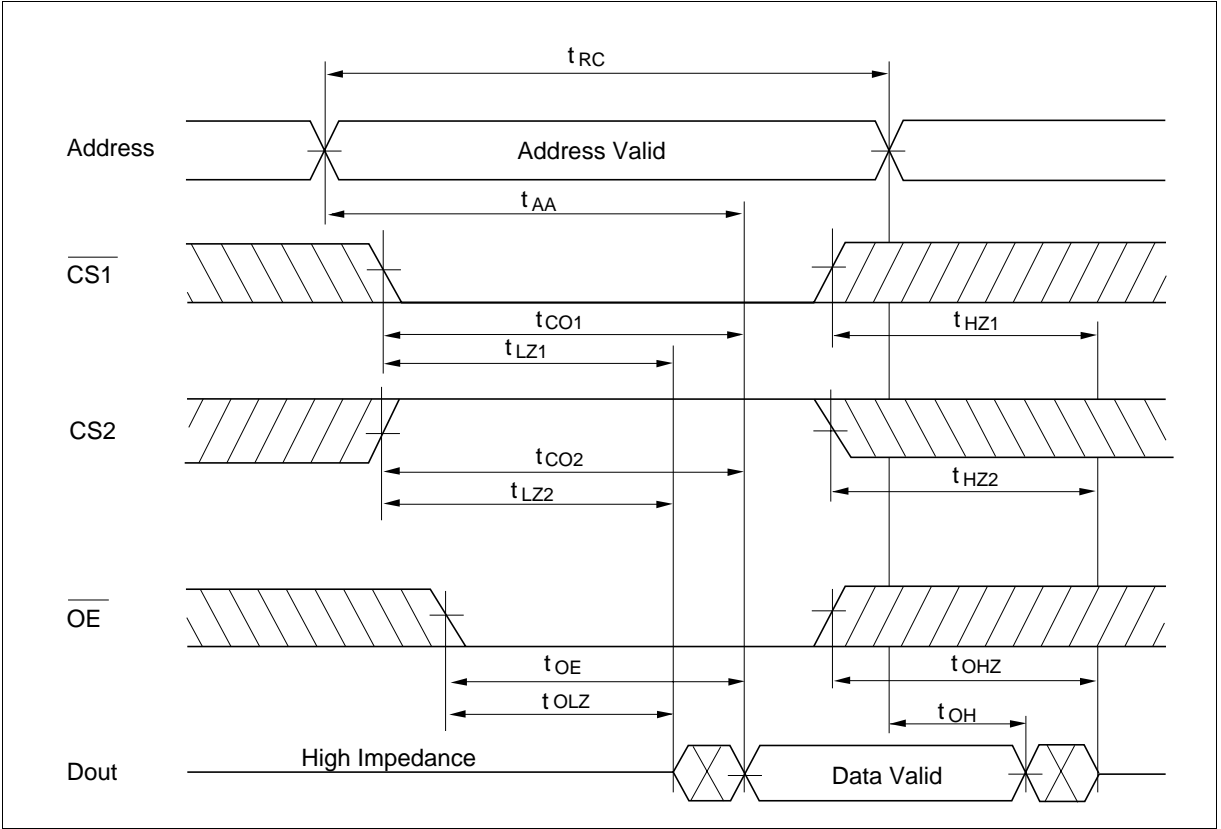 t RC
Address
Address Valid
t AA
CS1
t CO1
t HZ1
t LZ1
CS2
t CO2
t HZ2
t LZ2
OE
t OE
t OHZ
t OLZ
t OH
Dout
High Impedance
Data Valid